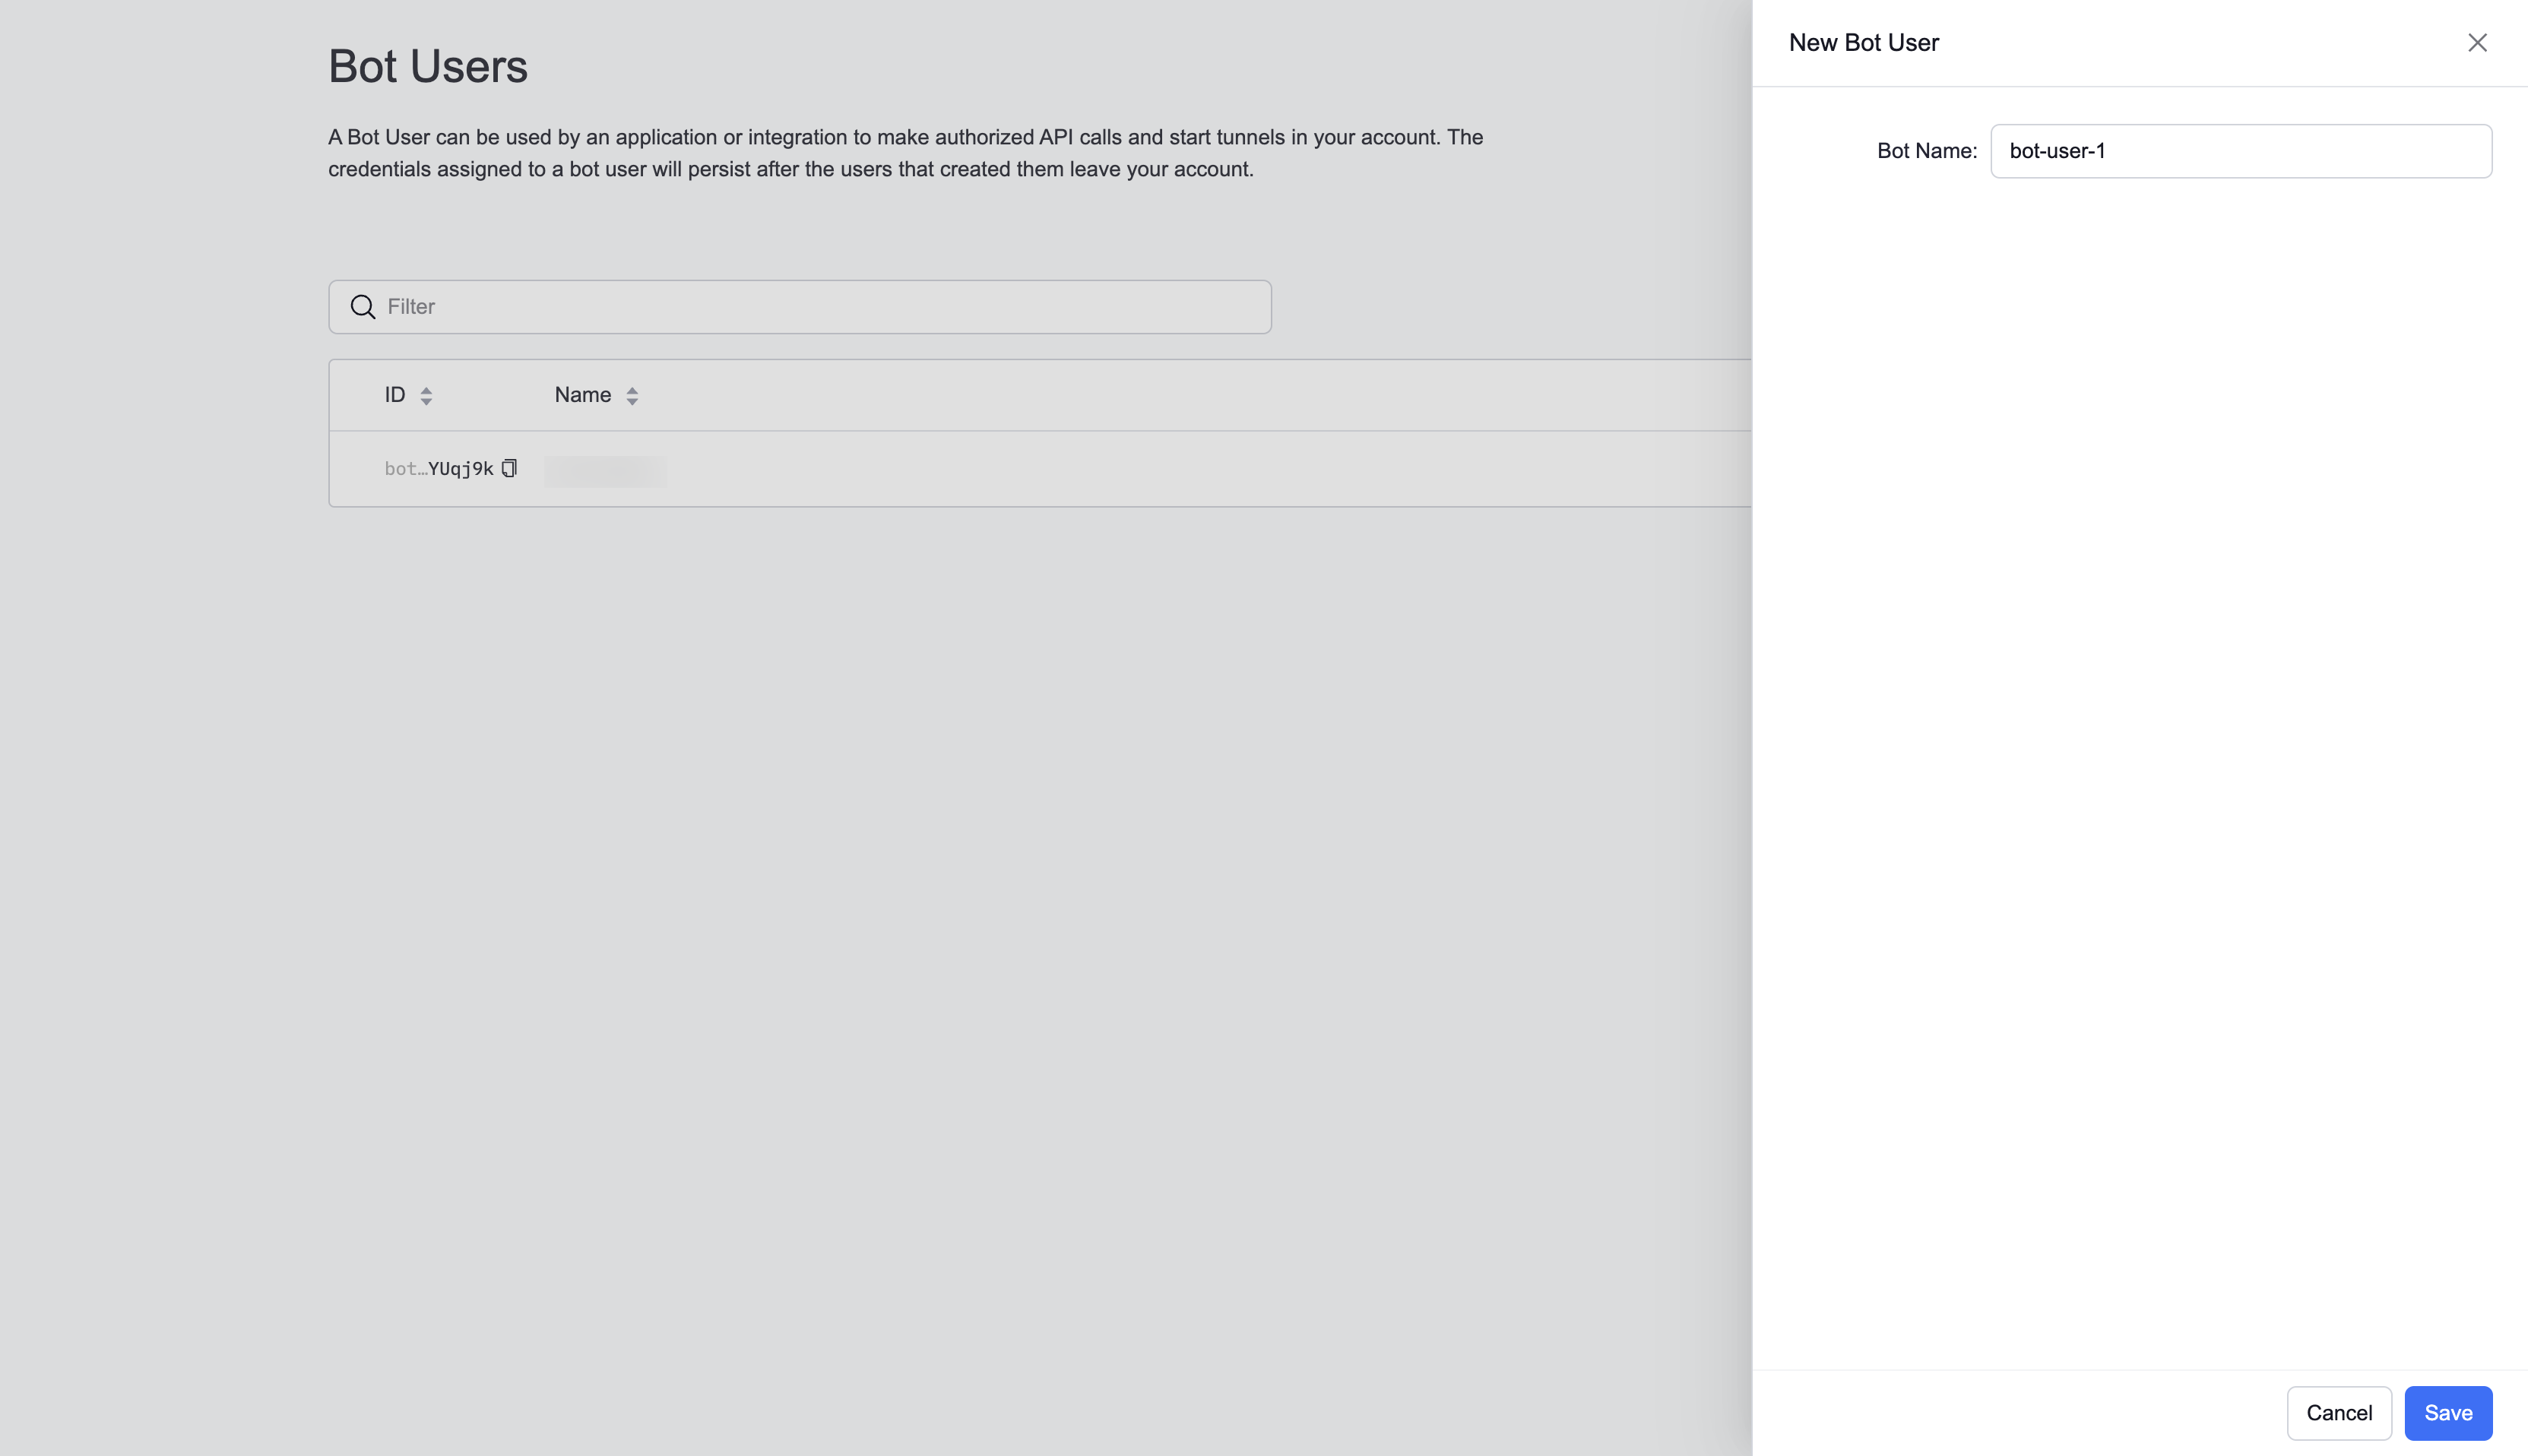 Bot Users
A Bot User can be used by an application or integration to make authorized API calls and start tunnels in your account. The
credentials assigned to a bot user will persist after the users that created them leave your account.
Filter
ID Name
bot…YUqj9k
New Bot User
Bot Name: bot-user-1
Cancel Save